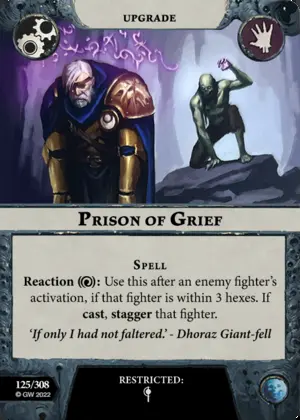 UPGRADE
PRISON OF GRIEF
SPELL
Reaction (): Use this after an enemy fighter's
activation, if that fighter is within 3 hexes. If
cast, stagger that fighter.
'If only I had not faltered.' - Dhoraz Giant-fell
125/308
© GW 2022
RESTRICTED: